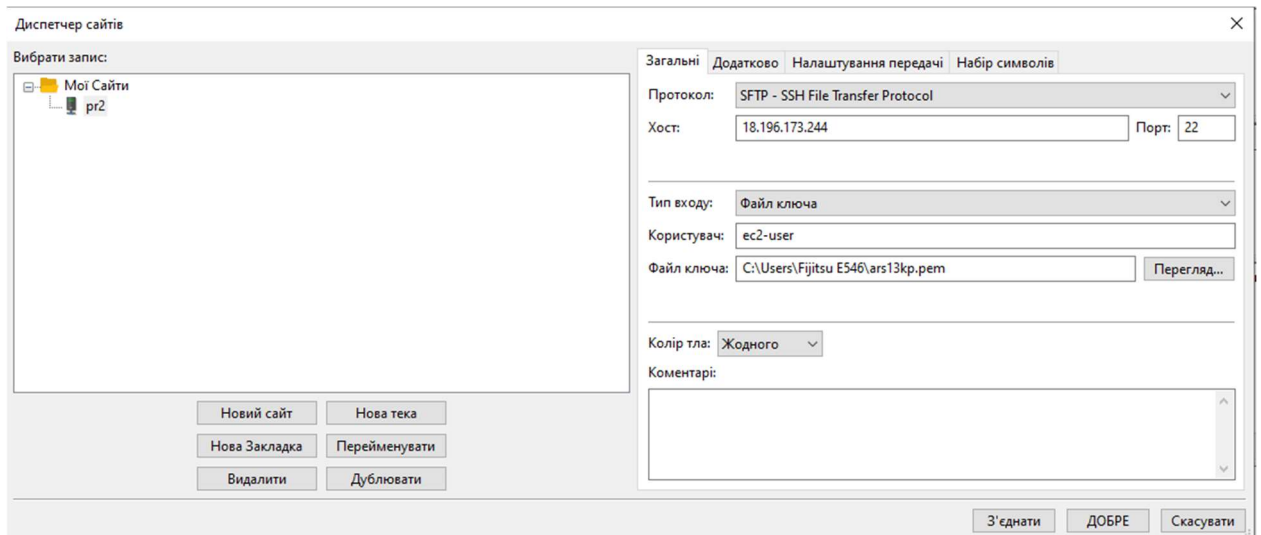 Диспетчер сайтів
Вибрати запис:
Мої Сайти
pr2
Новий сайт
Нова тека
Нова Закладка
Перейменувати
Видалити
Дублювати
Загальні
Додатково
Налаштування передачі
Набір символів
Протокол: SFTP - SSH File Transfer Protocol
Хост: 18.196.173.244 Порт: 22
Тип входу: Файл ключа
Користувач: ec2-user
Файл ключа: C:\Users\Fijitsu E546\ars13kp.pem Перегляд...
Колір тла: Жодного
Коментарі:
З'єднати
ДОБРЕ
Скасувати